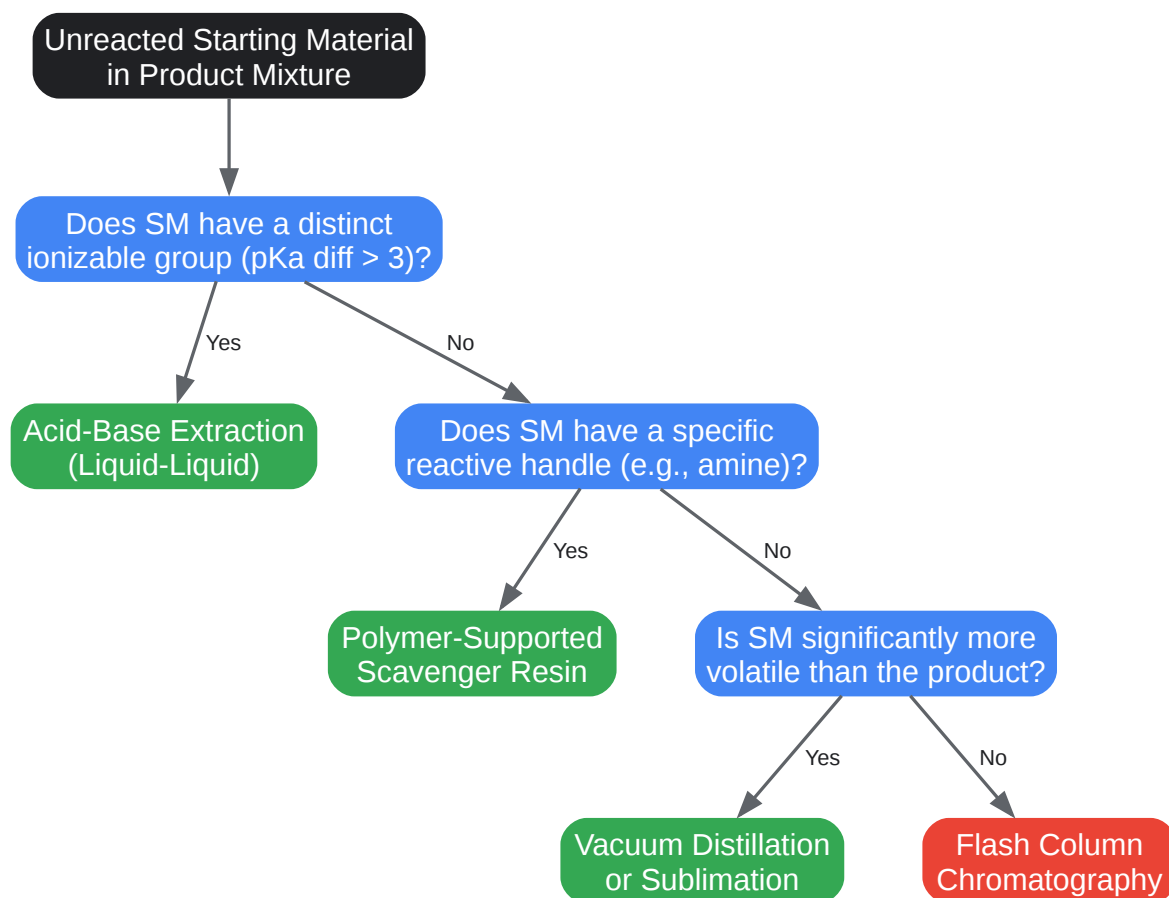 Unreacted Starting Material
in Product Mixture
Does SM have a distinct
ionizable group (pKa diff > 3)?
Yes
No
Acid-Base Extraction
(Liquid-Liquid)
Does SM have a specific
reactive handle (e.g., amine)?
Yes
No
Polymer-Supported
Scavenger Resin
Is SM significantly more
volatile than the product?
Yes
No
Vacuum Distillation
or Sublimation
Flash Column
Chromatography